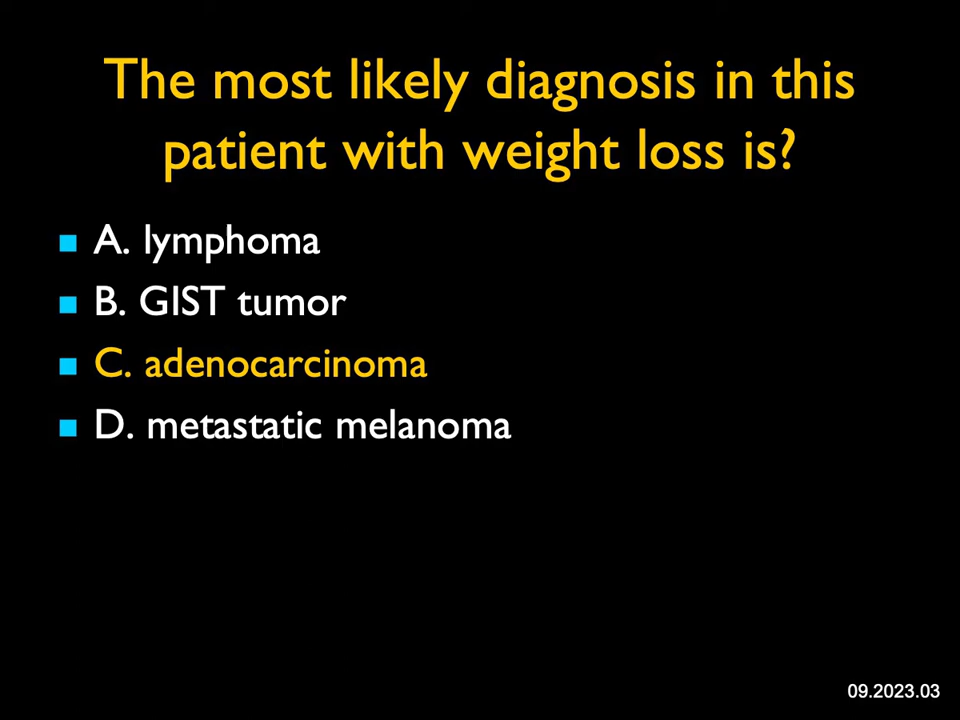 The most likely diagnosis in this
patient with weight loss is?
A. lymphoma
B. GIST tumor
C. adenocarcinoma
D. metastatic melanoma
09.2023.03